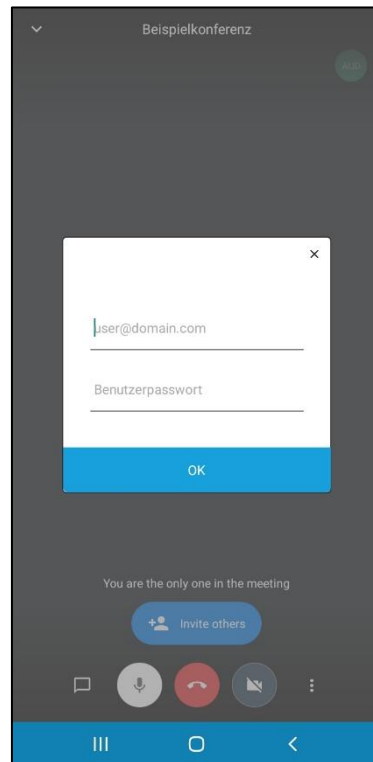 Beispielkonferenz
user@domain.com
Benutzerpasswort
OK
You are the only one in the meeting
Invite others